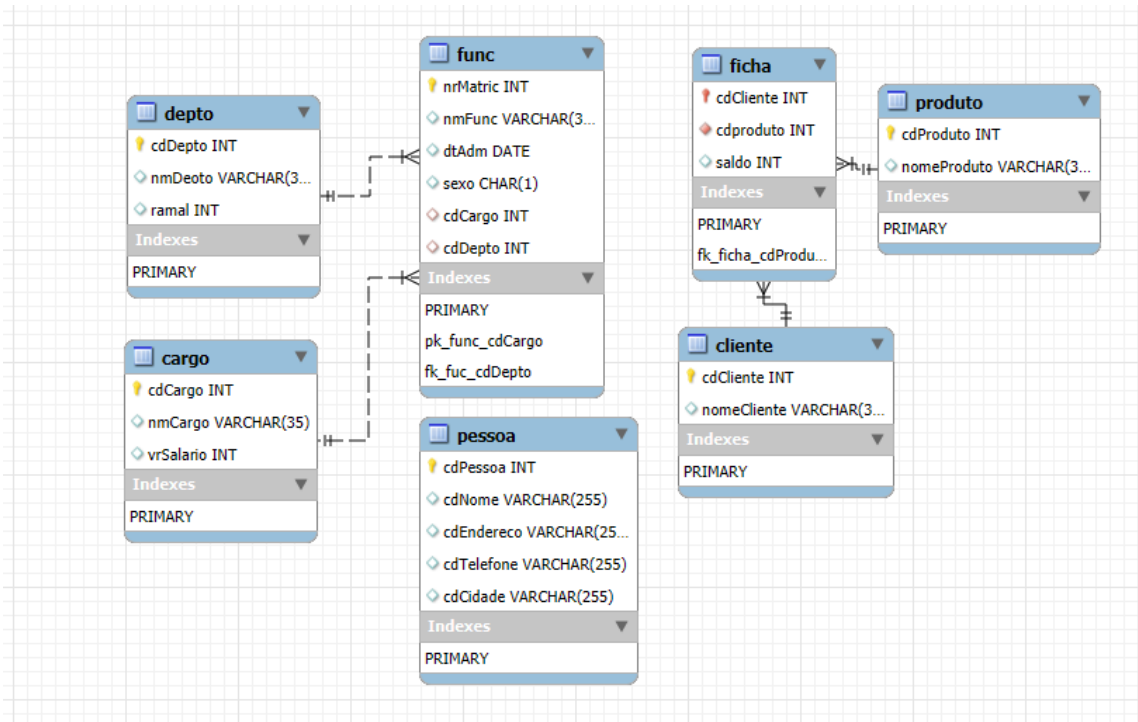 depto
cdDepto INT
nmDeoto VARCHAR(3...
ramal INT
Indexes
PRIMARY
cargo
cdCargo INT
nmCargo VARCHAR(35)
vrSalario INT
Indexes
PRIMARY
func
nrMatric INT
nmFunc VARCHAR(3...
dtAdm DATE
sexo CHAR(1)
cdCargo INT
cdDepto INT
Indexes
PRIMARY
pk_func_cdCargo
fk_fuc_cdDepto
pessoa
cdPessoa INT
cdNome VARCHAR(255)
cdEndereco VARCHAR(25...
cdTelefone VARCHAR(255)
cdCidade VARCHAR(255)
Indexes
PRIMARY
ficha
cdCliente INT
cdproduto INT
saldo INT
Indexes
PRIMARY
fk_ficha_cdProdu...
produto
cdProduto INT
nomeProduto VARCHAR(3...
Indexes
PRIMARY
cliente
cdCliente INT
nomeCliente VARCHAR(3...
Indexes
PRIMARY